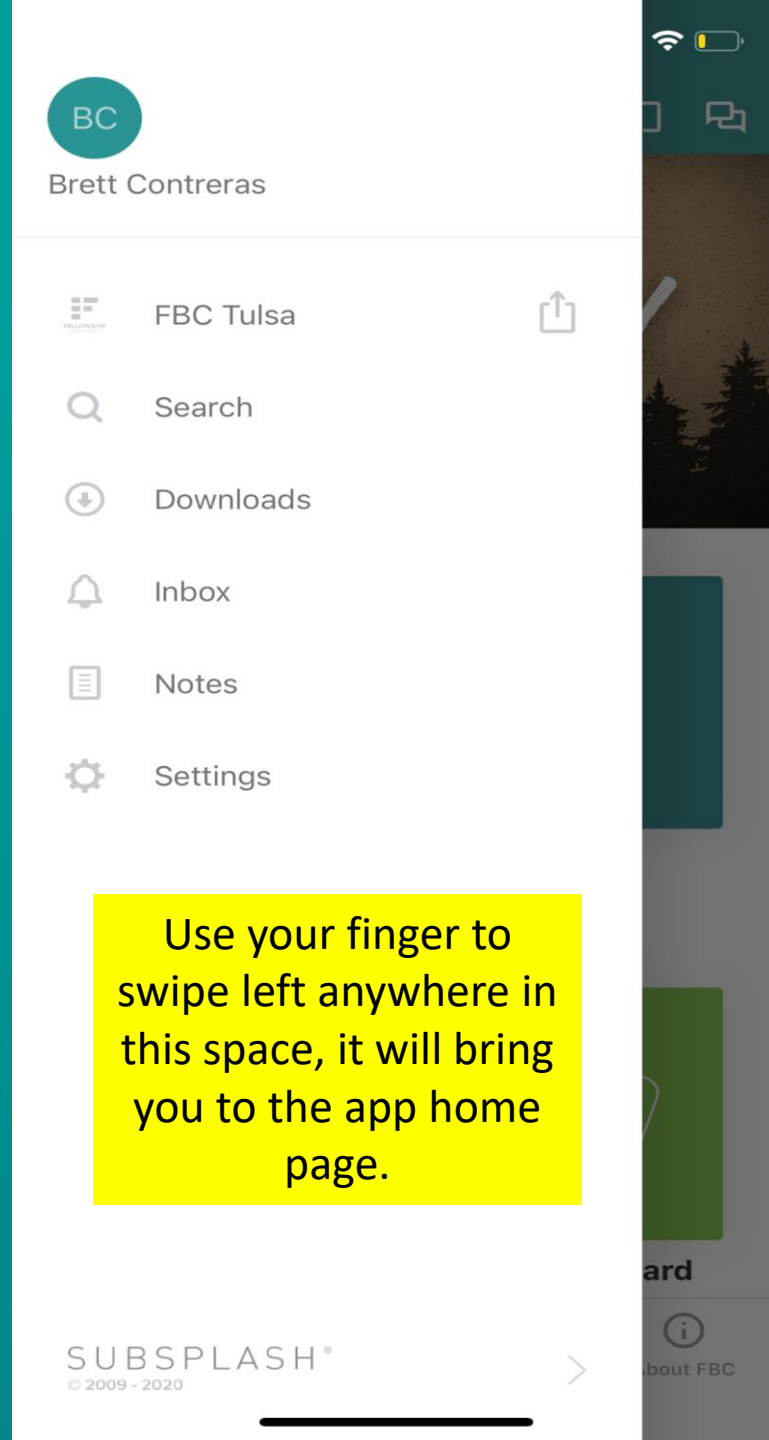 BC
Brett Contreras
FELLOWSHIP
FBC Tulsa
Search
Downloads
Inbox
Notes
Settings
Use your finger to
swipe left anywhere in
this space, it will bring
you to the app home
page.
ard
SUBSPLASH®
© 2009 - 2020
bout FBC